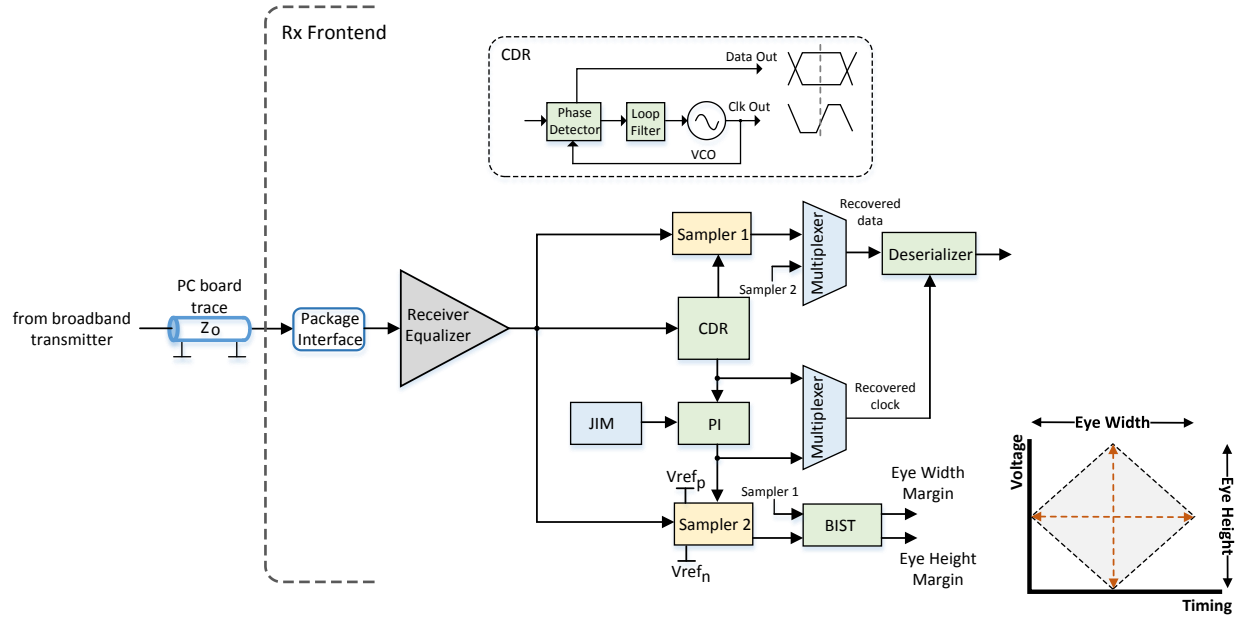 Rx Frontend
CDR
Data Out
Phase
Detector
Loop
Filter
Clk Out
VCO
Recovered
data
Sampler 1
Multiplexer
Deserializer
Sampler 2
PC board
trace
Zo
from broadband
transmitter
Package
Interface
Receiver
Equalizer
CDR
Multiplexer
Recovered
clock
JIM
PI
Eye Width
Voltage
Eye Height
Timing
Vrefp
Sampler 1
Eye Width
Margin
Sampler 2
BIST
Vrefn
Eye Height
Margin